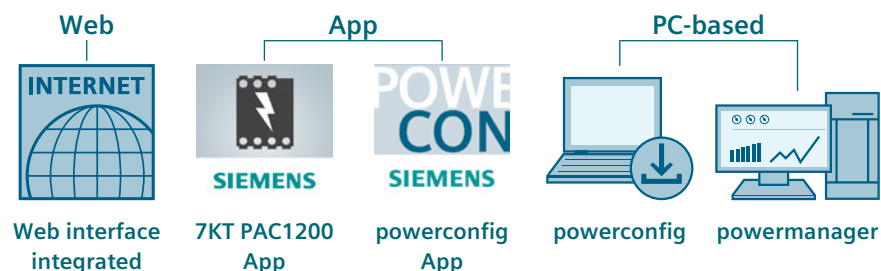 Web
App
PC-based
INTERNET
POWE
CON
SIEMENS
SIEMENS
Web interface
integrated
7KT PAC1200
App
powerconfig
App
powerconfig
powermanager